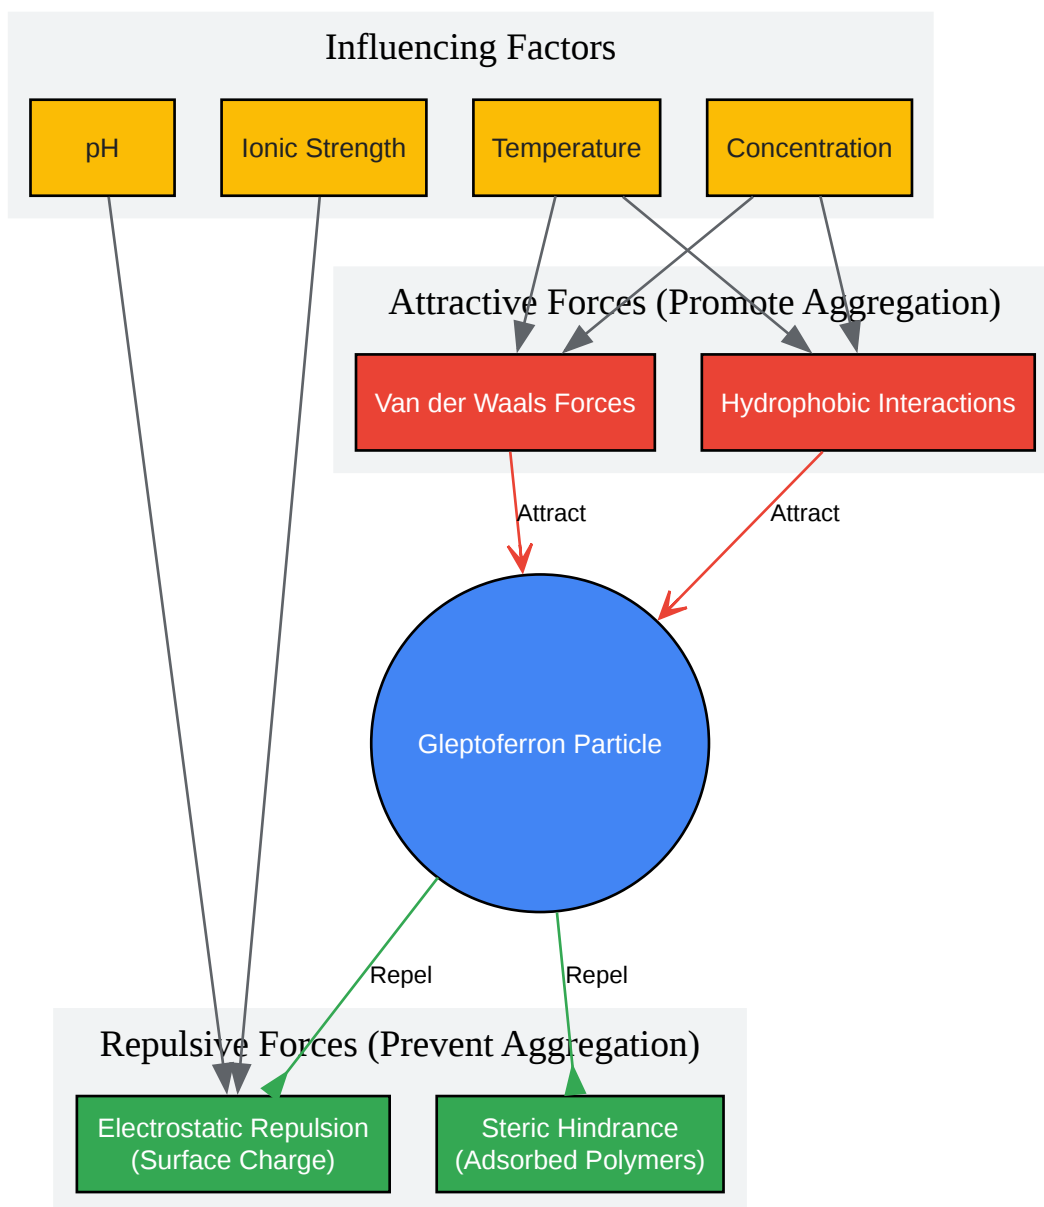 Influencing Factors
pH
Ionic Strength
Temperature
Concentration
Attractive Forces (Promote Aggregation)
Van der Waals Forces
Hydrophobic Interactions
Attract
Attract
Gleptoferron Particle
Repel
Repel
Repulsive Forces (Prevent Aggregation)
Electrostatic Repulsion
(Surface Charge)
Steric Hindrance
(Adsorbed Polymers)